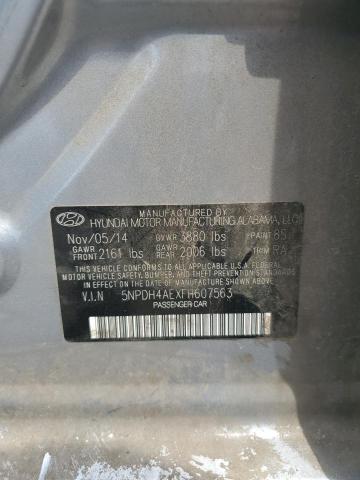 MANUFACTURED BY
HYUNDAI MOTOR MANUFACTURING ALABAMA, LLC
Nov/05/14 GVWR 3880 lbs PAINT 8S
GAWR FRONT 2161 lbs GAWR REAR 2006 lbs TRIM RA
THIS VEHICLE CONFORMS TO ALL APPLICABLE U.S.A. FEDERAL
MOTOR VEHICLE SAFETY, BUMPER, AND THEFT PREVENTION
STANDARDS IN EFFECT ON THE DATE OF MANUFACTURE SHOWN ABOVE.
V.I.N 5NPDH4AEXFH607563
PASSENGER CAR